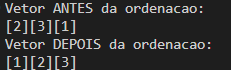 Vetor ANTES da ordenacao:
[2][3][1]
Vetor DEPOIS da ordenacao:
[1][2][3]